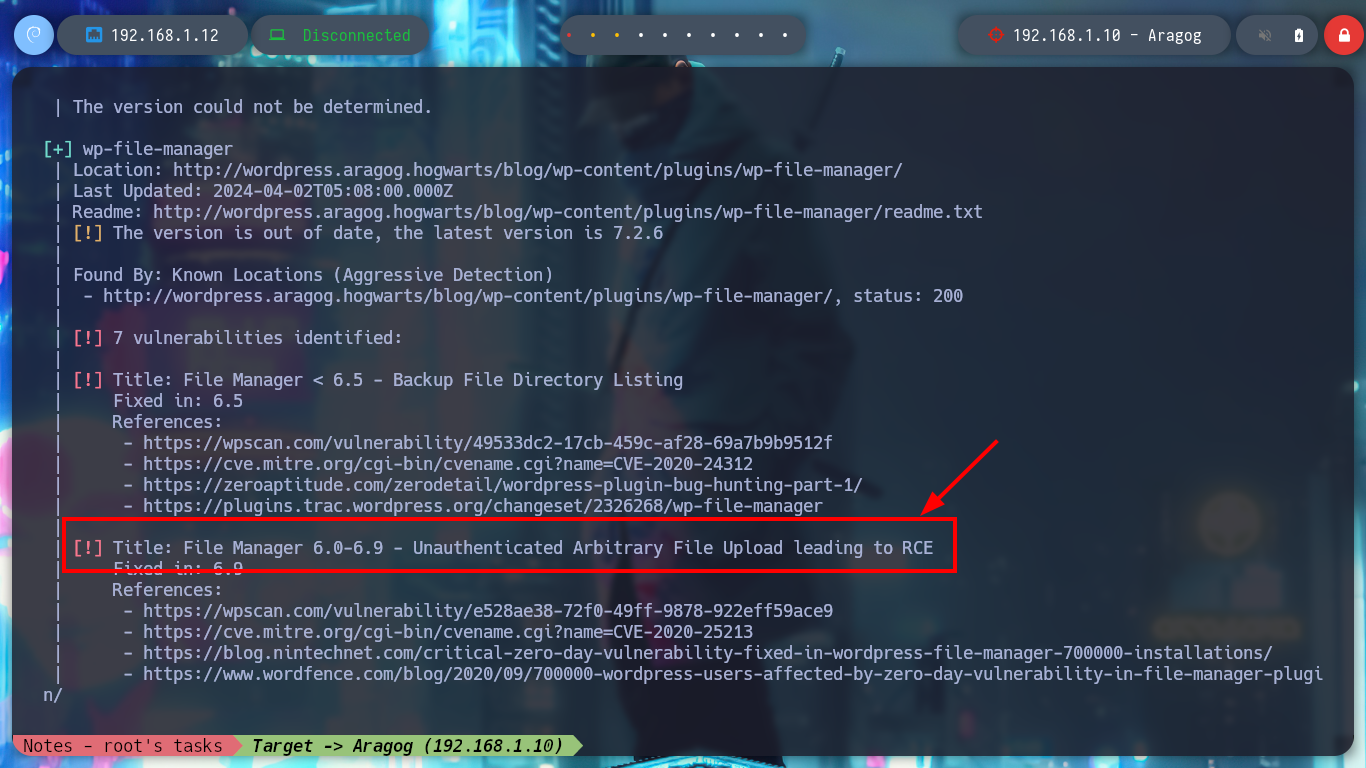 192.168.1.12
Disconnected
192.168.1.10 - Aragog
| The version could not be determined.
[+] wp-file-manager
| Location: http://wordpress.aragog.hogwarts/blog/wp-content/plugins/wp-file-manager/
| Last Updated: 2024-04-02T05:08:00.000Z
| Readme: http://wordpress.aragog.hogwarts/blog/wp-content/plugins/wp-file-manager/readme.txt
| [!] The version is out of date, the latest version is 7.2.6
|
| Found By: Known Locations (Aggressive Detection)
|  - http://wordpress.aragog.hogwarts/blog/wp-content/plugins/wp-file-manager/, status: 200
|
| [!] 7 vulnerabilities identified:
|
| [!] Title: File Manager < 6.5 - Backup File Directory Listing
|     Fixed in: 6.5
|     References:
|      - https://wpscan.com/vulnerability/49533dc2-17cb-459c-af28-69a7b9b9512f
|      - https://cve.mitre.org/cgi-bin/cvename.cgi?name=CVE-2020-24312
|      - https://zeroaptitude.com/zerodetail/wordpress-plugin-bug-hunting-part-1/
|      - https://plugins.trac.wordpress.org/changeset/2326268/wp-file-manager
|
| [!] Title: File Manager 6.0-6.9 - Unauthenticated Arbitrary File Upload leading to RCE
|     Fixed in: 6.9
|     References:
|      - https://wpscan.com/vulnerability/e528ae38-72f0-49ff-9878-922eff59ace9
|      - https://cve.mitre.org/cgi-bin/cvename.cgi?name=CVE-2020-25213
|      - https://blog.nintechnet.com/critical-zero-day-vulnerability-fixed-in-wordpress-file-manager-700000-installations/
|      - https://www.wordfence.com/blog/2020/09/700000-wordpress-users-affected-by-zero-day-vulnerability-in-file-manager-plugi
n/
Notes - root's tasks
Target -> Aragog (192.168.1.10)